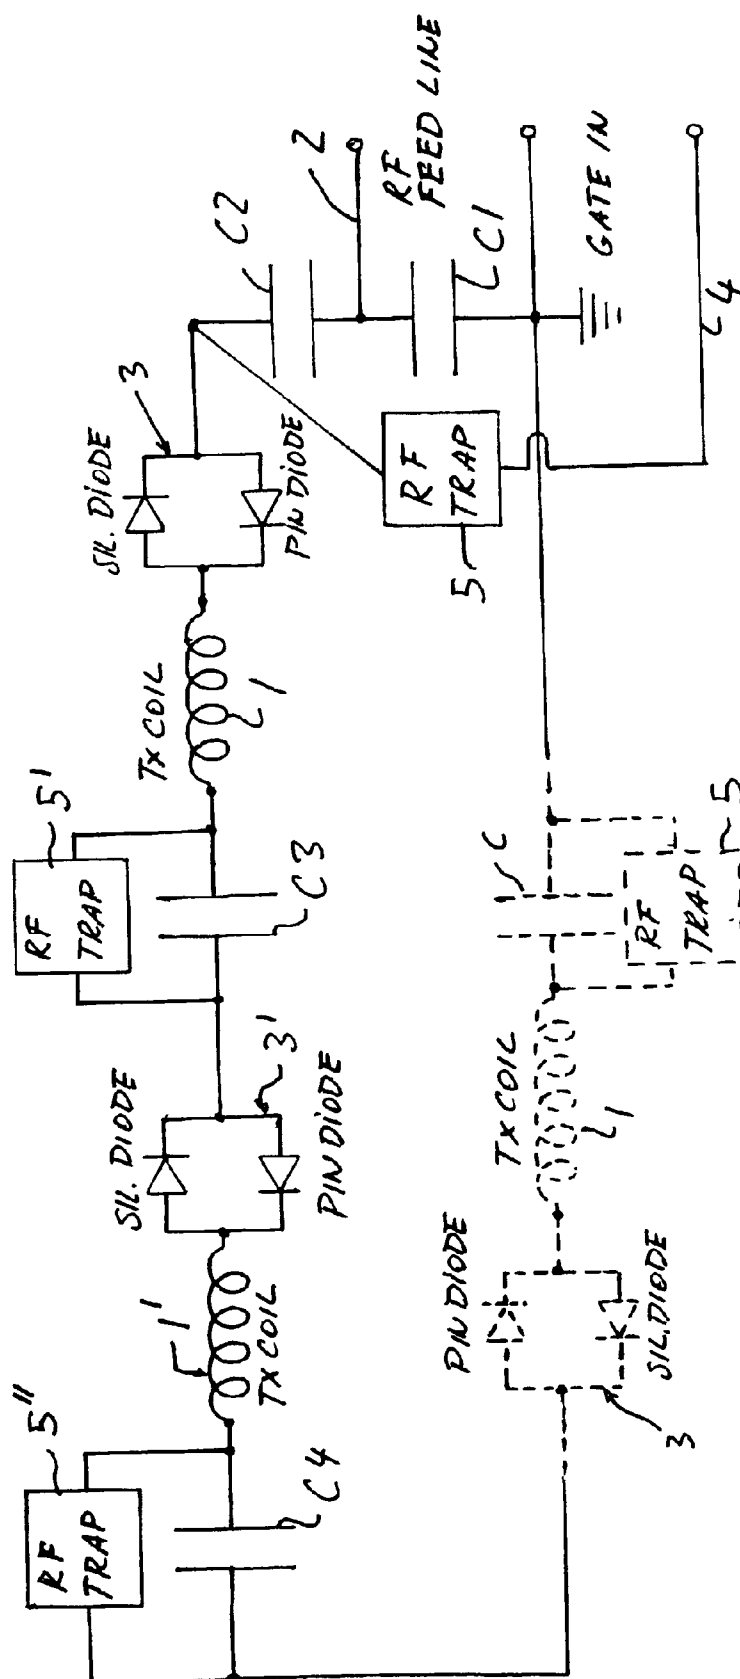 RF
TRAP
5''
C4
1'
TX COIL
SIL. DIODE
3'
PIN DIODE
RF
TRAP
5'
C3
TX COIL
1
SIL. DIODE
3
PIN DIODE
C2
2
RF
FEED LINE
C1
RF
TRAP
5
GATE IN
4
PIN DIODE
SIL. DIODE
3
TX COIL
1
C
RF
TRAP
5